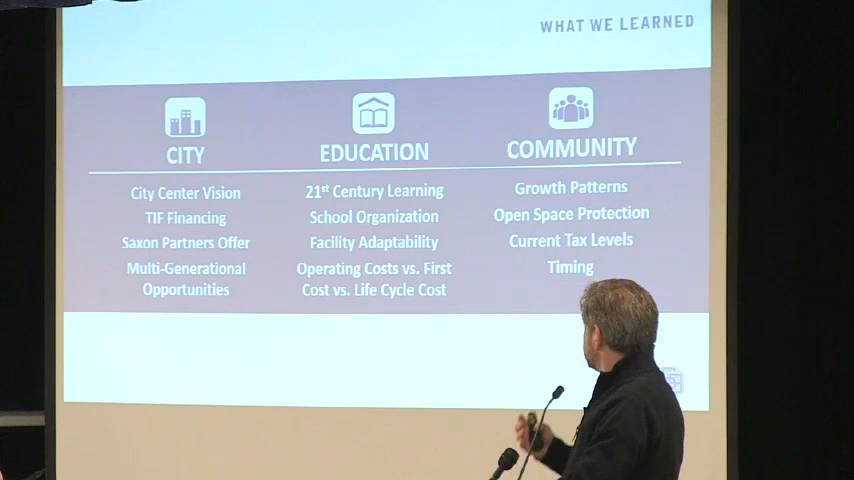 WHAT WE LEARNED
CITY
City Center Vision
TIF Financing
Saxon Partners Offer
Multi-Generational
Opportunities
EDUCATION
21st Century Learning
School Organization
Facility Adaptability
Operating Costs vs. First
Cost vs. Life Cycle Cost
COMMUNITY
Growth Patterns
Open Space Protection
Current Tax Levels
Timing